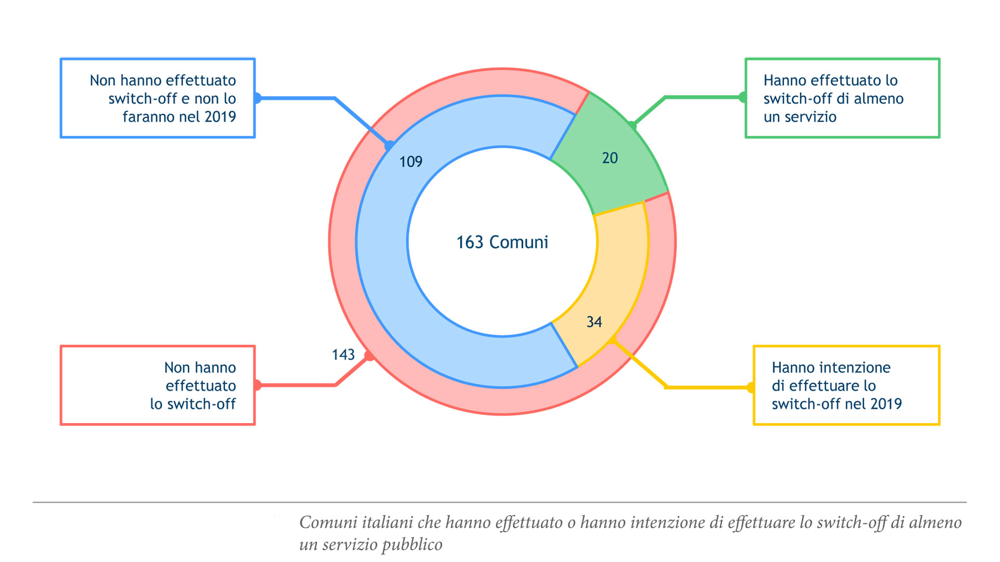 Non hanno effettuato
switch-off e non lo
faranno nel 2019
Hanno effettuato lo
switch-off di almeno
un servizio
109
20
163 Comuni
34
143
Non hanno
effettuato
lo switch-off
Hanno intenzione
di effettuare lo
switch-off nel 2019
Comuni italiani che hanno effettuato o hanno intenzione di effettuare lo switch-off di almeno
un servizio pubblico